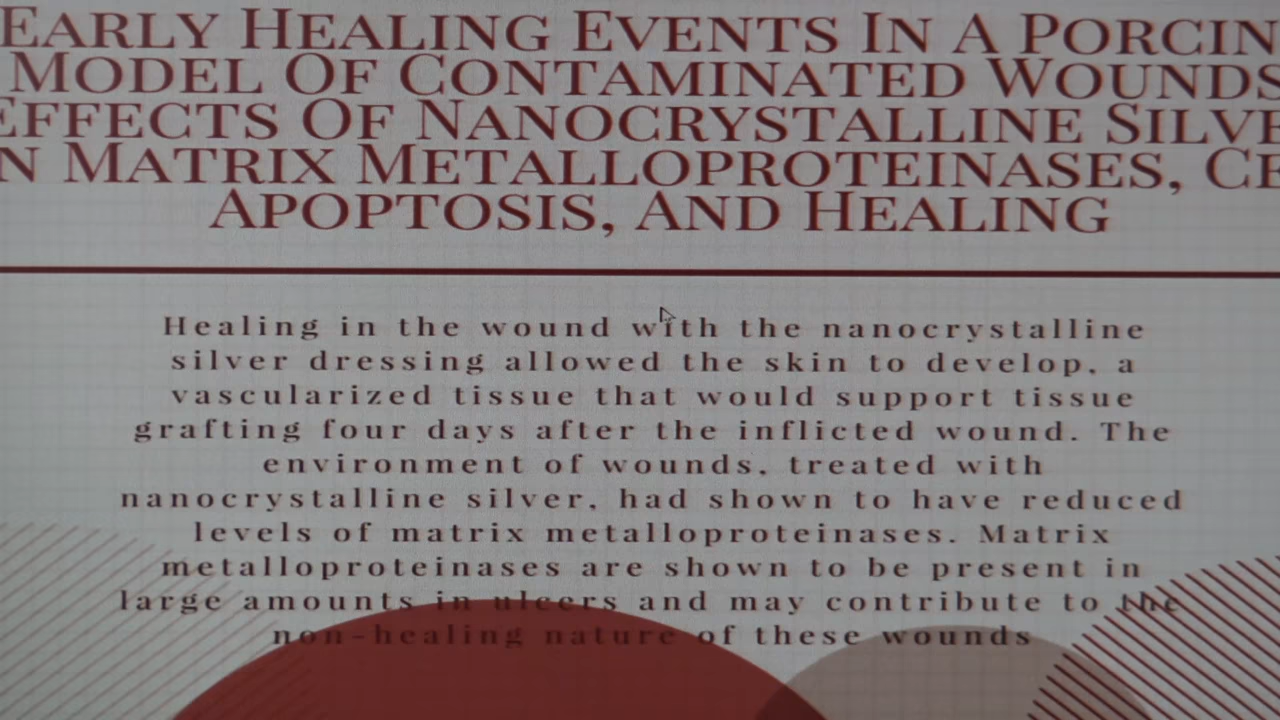 EARLY HEALING EVENTS IN A PORCIN
MODEL OF CONTAMINATED WOUNDS
EFFECTS OF NANOCRYSTALLINE SILVE
N MATRIX METALLOPROTEINASES, CE
APOPTOSIS, AND HEALING
Healing in the wound with the nanocrystalline
silver dressing allowed the skin to develop, a
vascularized tissue that would support tissue
grafting four days after the inflicted wound. The
environment of wounds, treated with
nanocrystalline silver, had shown to have reduced
levels of matrix metalloproteinases. Matrix
metalloproteinases are shown to be present in
large amounts in ulcers and may contribute to the
non-healing nature of these wounds